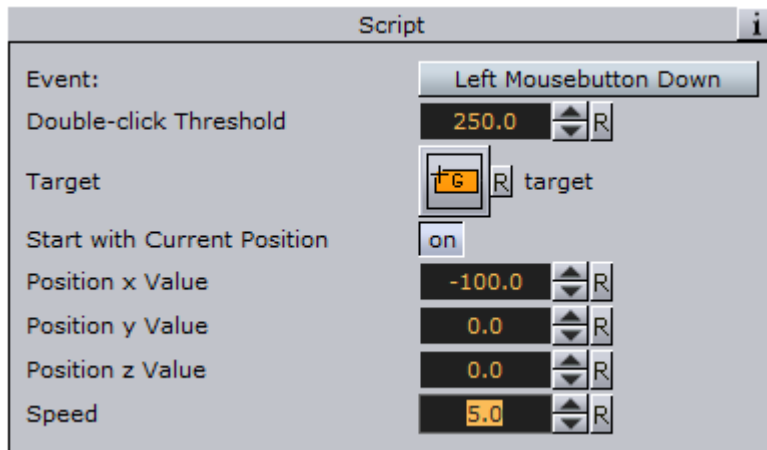 Script i
Event: Left Mousebutton Down
Double-click Threshold 250.0 R
Target G R target
Start with Current Position on
Position x Value -100.0 R
Position y Value 0.0 R
Position z Value 0.0 R
Speed 5.0 R